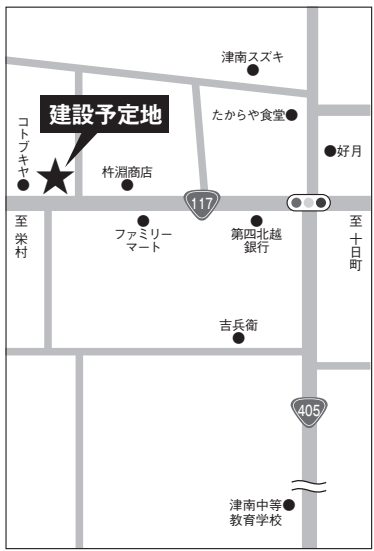 津南スズキ
たからや食堂
建設予定地
コトブキヤ
好月
杵淵商店
117
至 栄村
ファミリー
マート
第四北越
銀行
至 十日町
吉兵衛
405
津南中等
教育学校